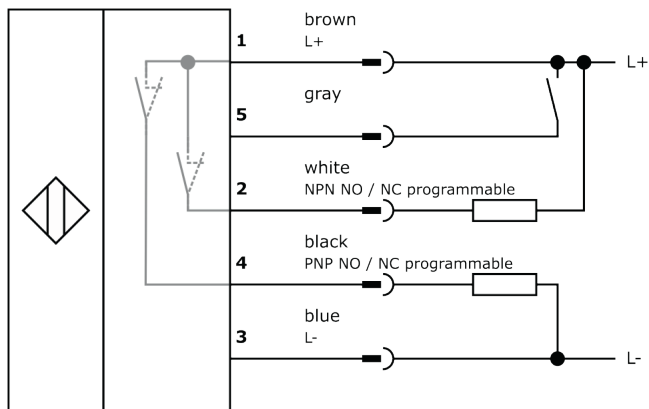 brown
1 L+
L+
gray
5
white
2 NPN NO / NC programmable
black
4 PNP NO / NC programmable
blue
3 L-
L-